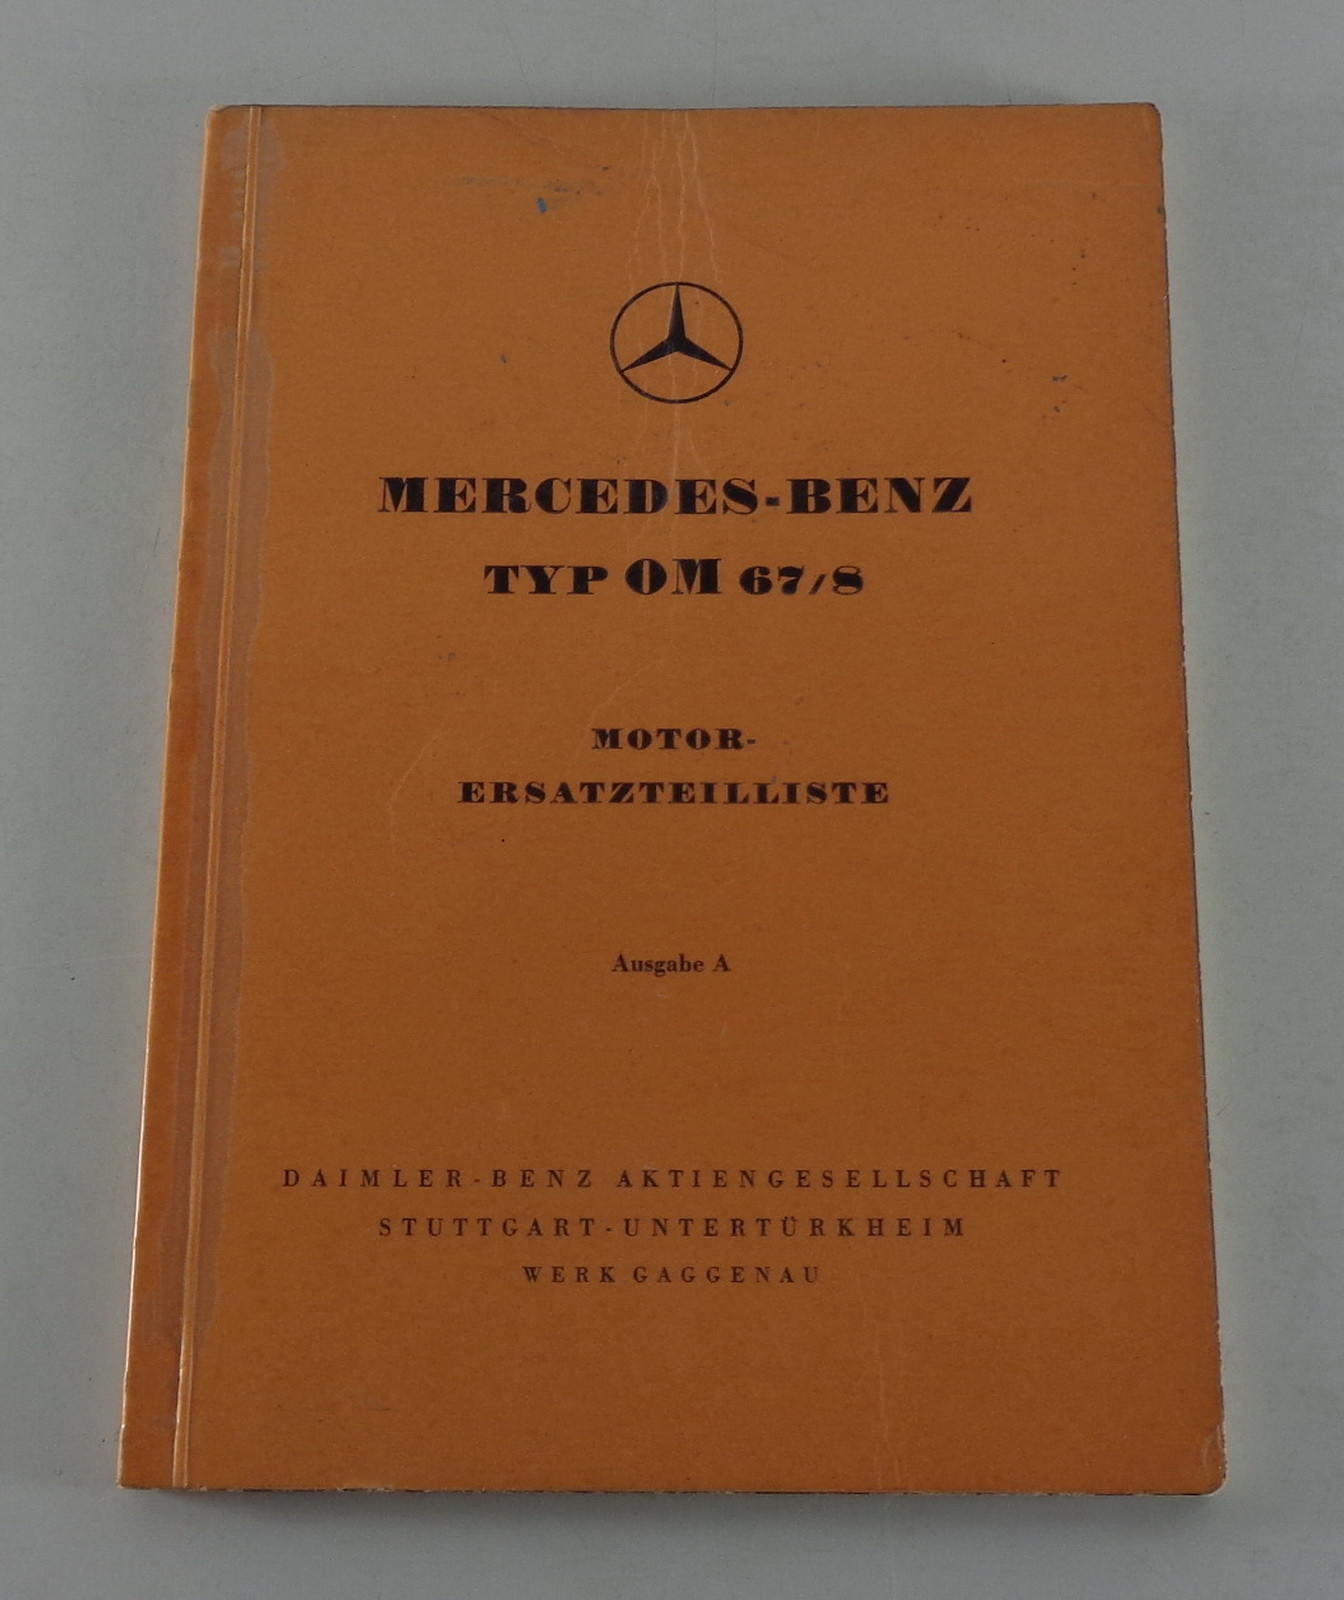 MERCEDES-BENZ
TYP OM 67/8
MOTOR-
ERSATZTEILLISTE
Ausgabe A
DAIMLER-BENZ AKTIENGESELLSCHAFT
STUTTGART-UNTERTÜRKHEIM
WERK GAGGENAU